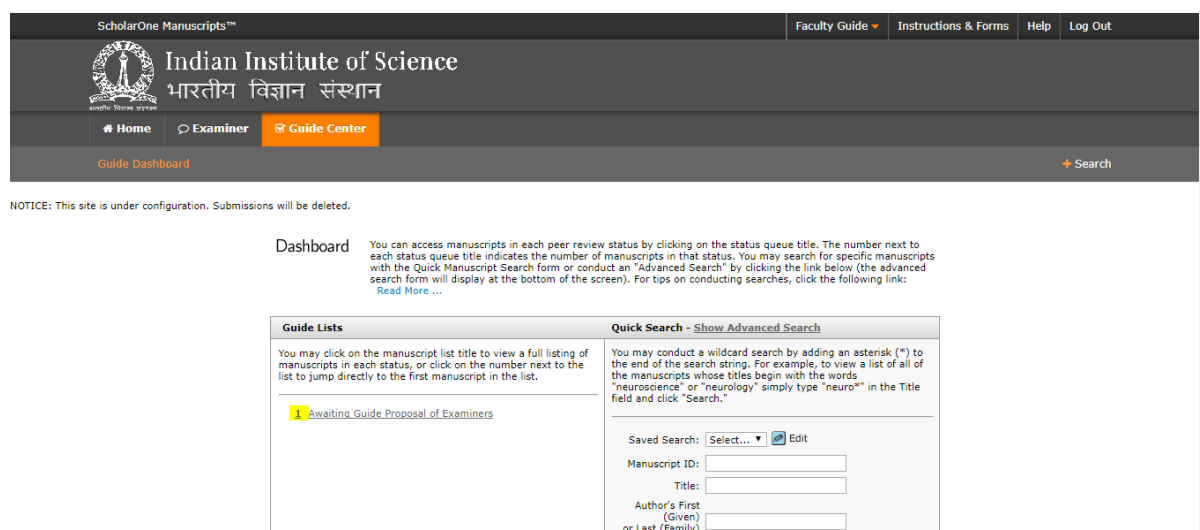 ScholarOne Manuscripts™
Faculty Guide Instructions & Forms Help Log Out
Indian Institute of Science
भारतीय विज्ञान संस्थान
भारतीय विज्ञान संस्थान
Home Examiner Guide Center
Guide Dashboard
+ Search
NOTICE: This site is under configuration. Submissions will be deleted.
Dashboard
You can access manuscripts in each peer review status by clicking on the status queue title. The number next to
each status queue title indicates the number of manuscripts in that status. You may search for specific manuscripts
with the Quick Manuscript Search form or conduct an "Advanced Search" by clicking the link below (the advanced
search form will display at the bottom of the screen). For tips on conducting searches, click the following link:
Read More ...
Guide Lists
You may click on the manuscript list title to view a full listing of
manuscripts in each status, or click on the number next to the
list to jump directly to the first manuscript in the list.
1 Awaiting Guide Proposal of Examiners
Quick Search - Show Advanced Search
You may conduct a wildcard search by adding an asterisk (*) to
the end of the search string. For example, to view a list of all of
the manuscripts whose titles begin with the words
"neuroscience" or "neurology" simply type "neuro*" in the Title
field and click "Search."
Saved Search: Select... Edit
Manuscript ID:
Title:
Author's First
(Given)
or Last (Family)